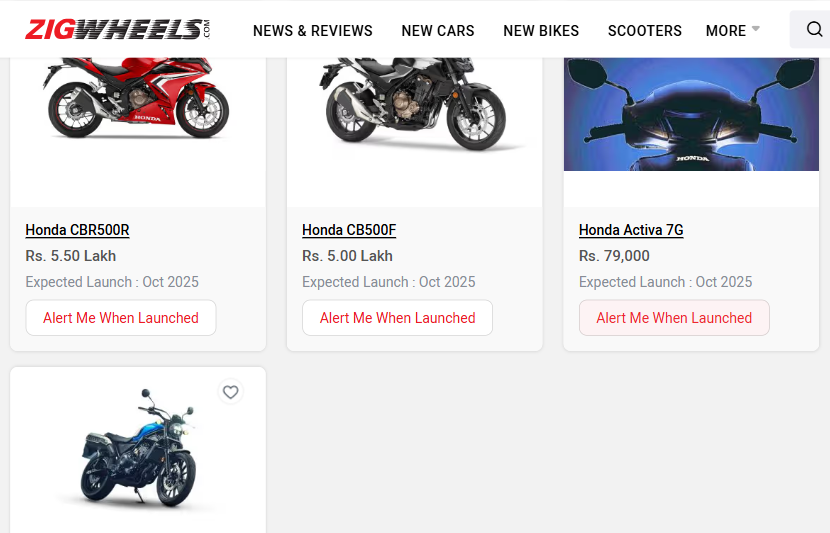 ZIGWHEELS.COM
NEWS & REVIEWS NEW CARS NEW BIKES SCOOTERS MORE
HONDA
HONDA
Honda CBR500R
Rs. 5.50 Lakh
Expected Launch : Oct 2025
Alert Me When Launched
Honda CB500F
Rs. 5.00 Lakh
Expected Launch : Oct 2025
Alert Me When Launched
Honda Activa 7G
Rs. 79,000
Expected Launch : Oct 2025
Alert Me When Launched